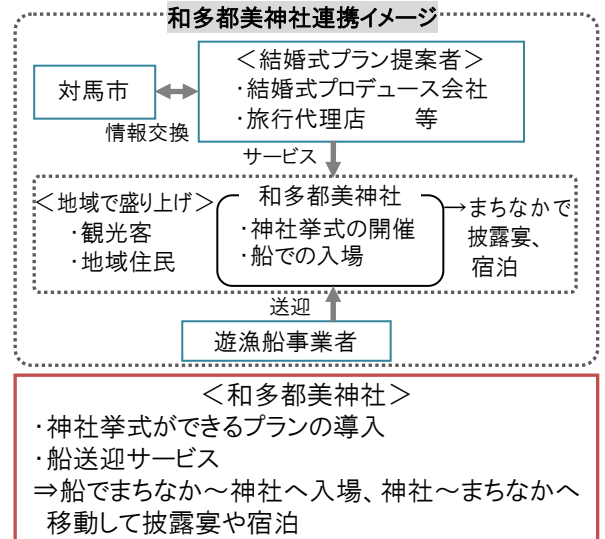 和多都美神社連携イメージ
対馬市
情報交換
＜結婚式プラン提案者＞
・結婚式プロデュース会社
・旅行代理店　　等
サービス
＜地域で盛り上げ＞
・観光客
・地域住民
和多都美神社
・神社挙式の開催
・船での入場
→まちなかで
披露宴、
宿泊
送迎
遊漁船事業者
＜和多都美神社＞
・神社挙式ができるプランの導入
・船送迎サービス
⇒船でまちなか～神社へ入場、神社～まちなかへ
移動して披露宴や宿泊